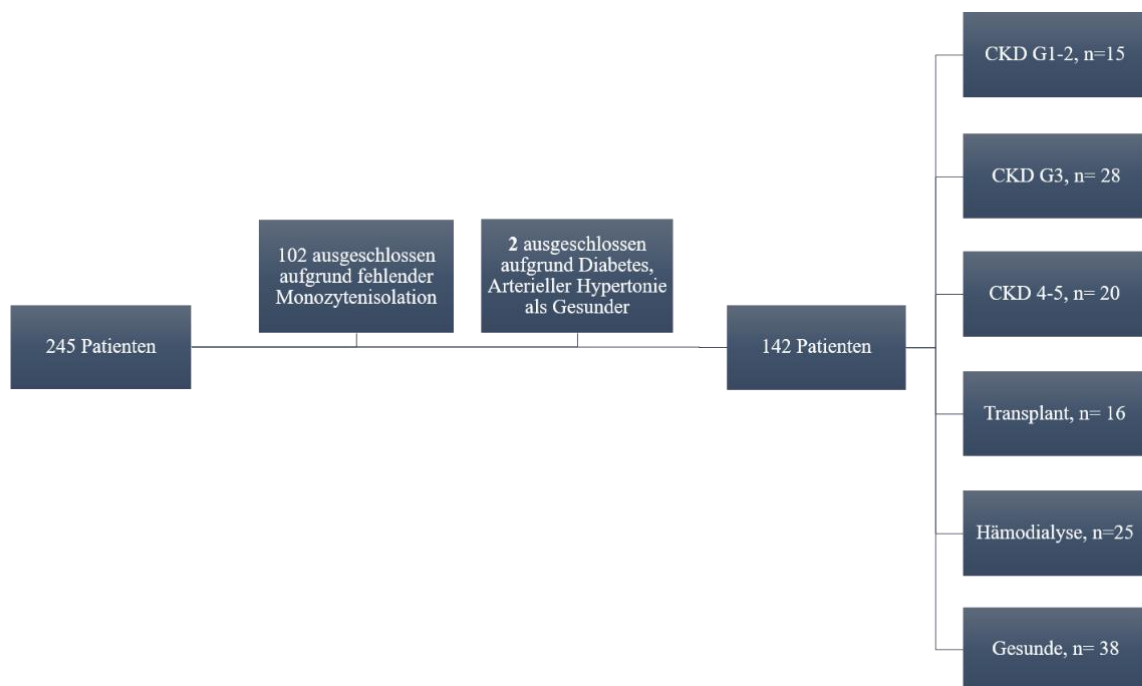 245 Patienten
102 ausgeschlossen
aufgrund fehlender
Monozytenisolation
2 ausgeschlossen
aufgrund Diabetes,
Arterieller Hypertonie
als Gesunder
142 Patienten
CKD G1-2, n=15
CKD G3, n= 28
CKD 4-5, n= 20
Transplant, n= 16
Hämodialyse, n=25
Gesunde, n= 38